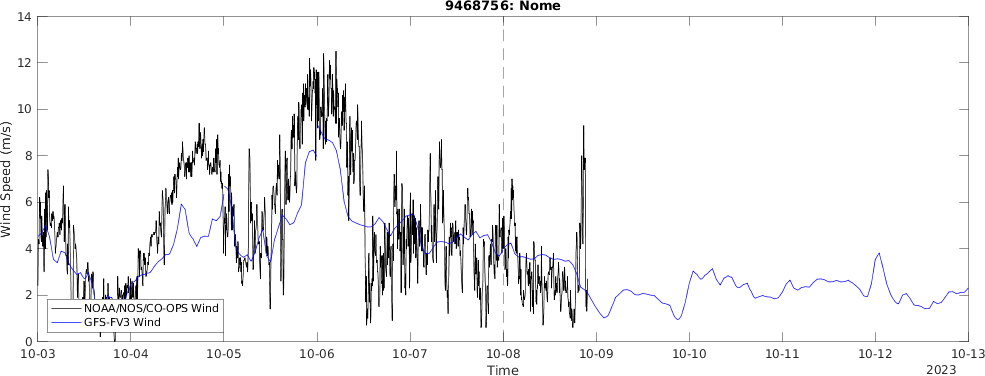 9468756: Nome
14
12
10
8
6
4
2
0
Wind Speed (m/s)
NOAA/NOS/CO-OPS Wind
GFS-FV3 Wind
10-03 10-04 10-05 10-06 10-07 10-08 10-09 10-10 10-11 10-12 10-13
Time
2023